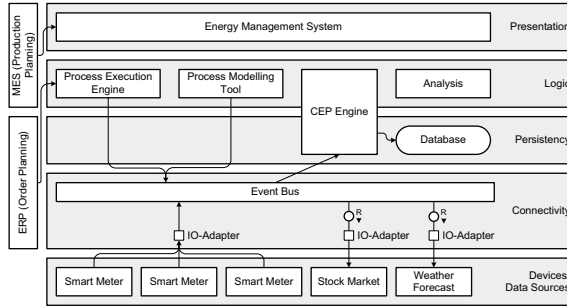 MES (Production
Planning)
ERP (Order Planning)
Energy Management System
Presentation
Process Execution
Engine
Process Modelling
Tool
CEP Engine
Analysis
Logic
Database
Persistency
Event Bus
R
R
IO-Adapter
IO-Adapter
IO-Adapter
Connectivity
Smart Meter
Smart Meter
Smart Meter
Stock Market
Weather
Forecast
Devices
Data Sources